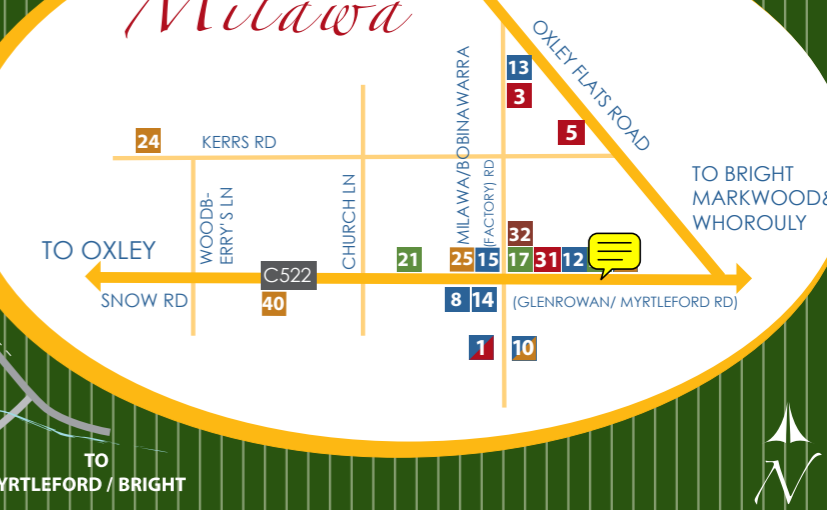 Milawa
OXLEY FLATS ROAD
13
3
5
24
KERRS RD
MILAWA/BOBINAWARRA
(FACTORY) RD
TO BRIGHT
MARKWOOD&
WHOROULY
WOODB-
ERRY'S LN
CHURCH LN
TO OXLEY
32
21
25
15
17
31
12
C522
SNOW RD
40
8
14
(GLENROWAN/ MYRTLEFORD RD)
1
10
TO
YRTLEFORD / BRIGHT
N